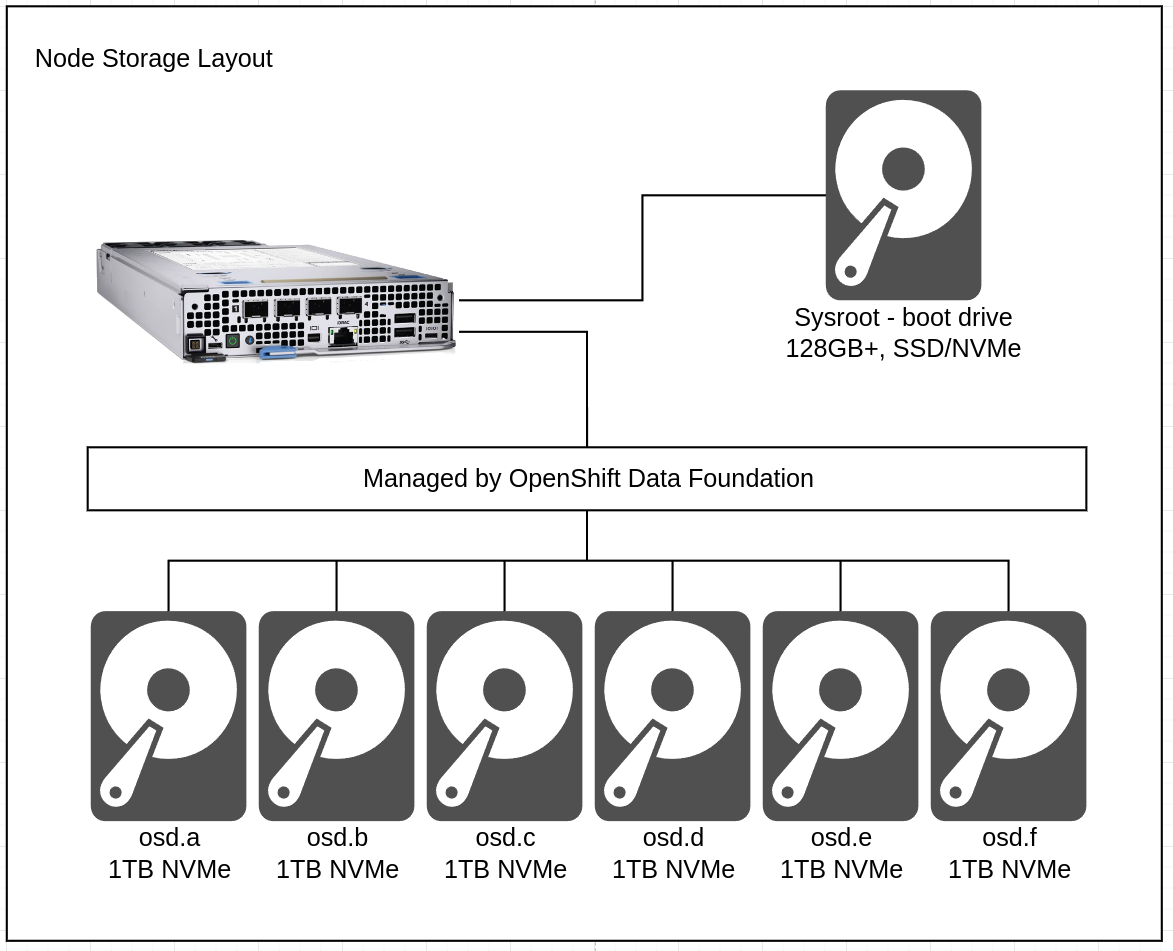 Node Storage Layout
Sysroot - boot drive
128GB+, SSD/NVMe
Managed by OpenShift Data Foundation
osd.a
1TB NVMe
osd.b
1TB NVMe
osd.c
1TB NVMe
osd.d
1TB NVMe
osd.e
1TB NVMe
osd.f
1TB NVMe